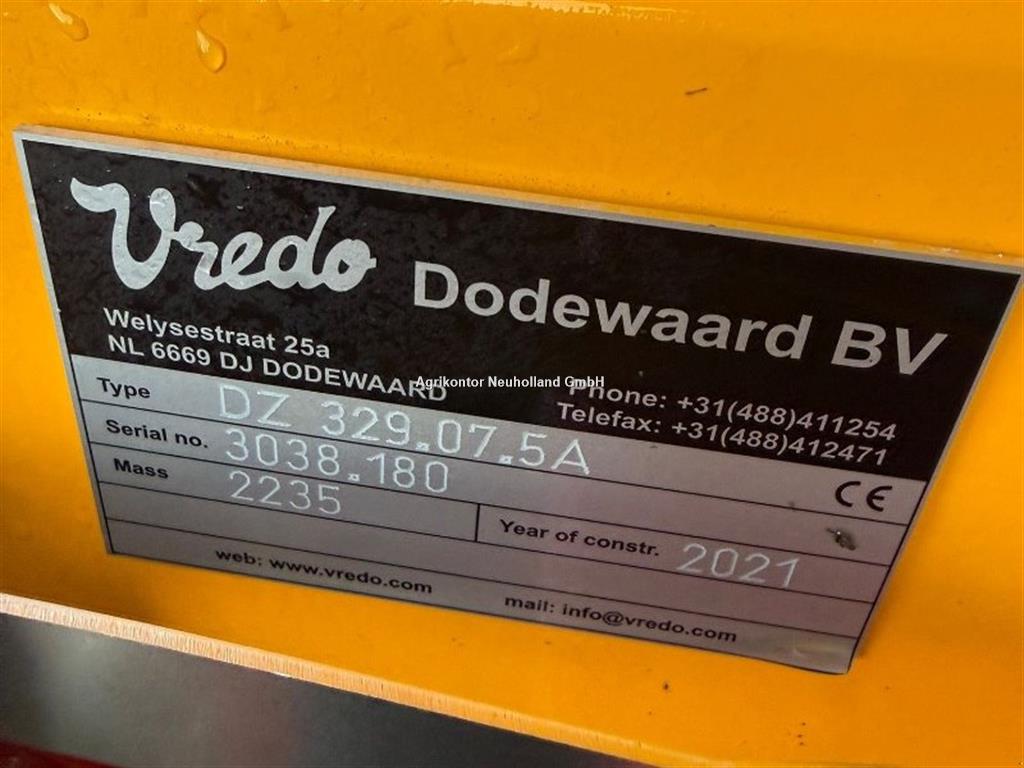 Vredo Dodewaard BV
Welysestraat 25a
NL 6669 DJ DODEWAARD
Phone: +31(488)411254
Telefax: +31(488)412471
Agrikontor Neuholland GmbH
Type DZ 329.07.5A
CE
Serial no. 3038.180
Mass 2235
Year of constr. 2021
web: www.vredo.com
mail: info@vredo.com